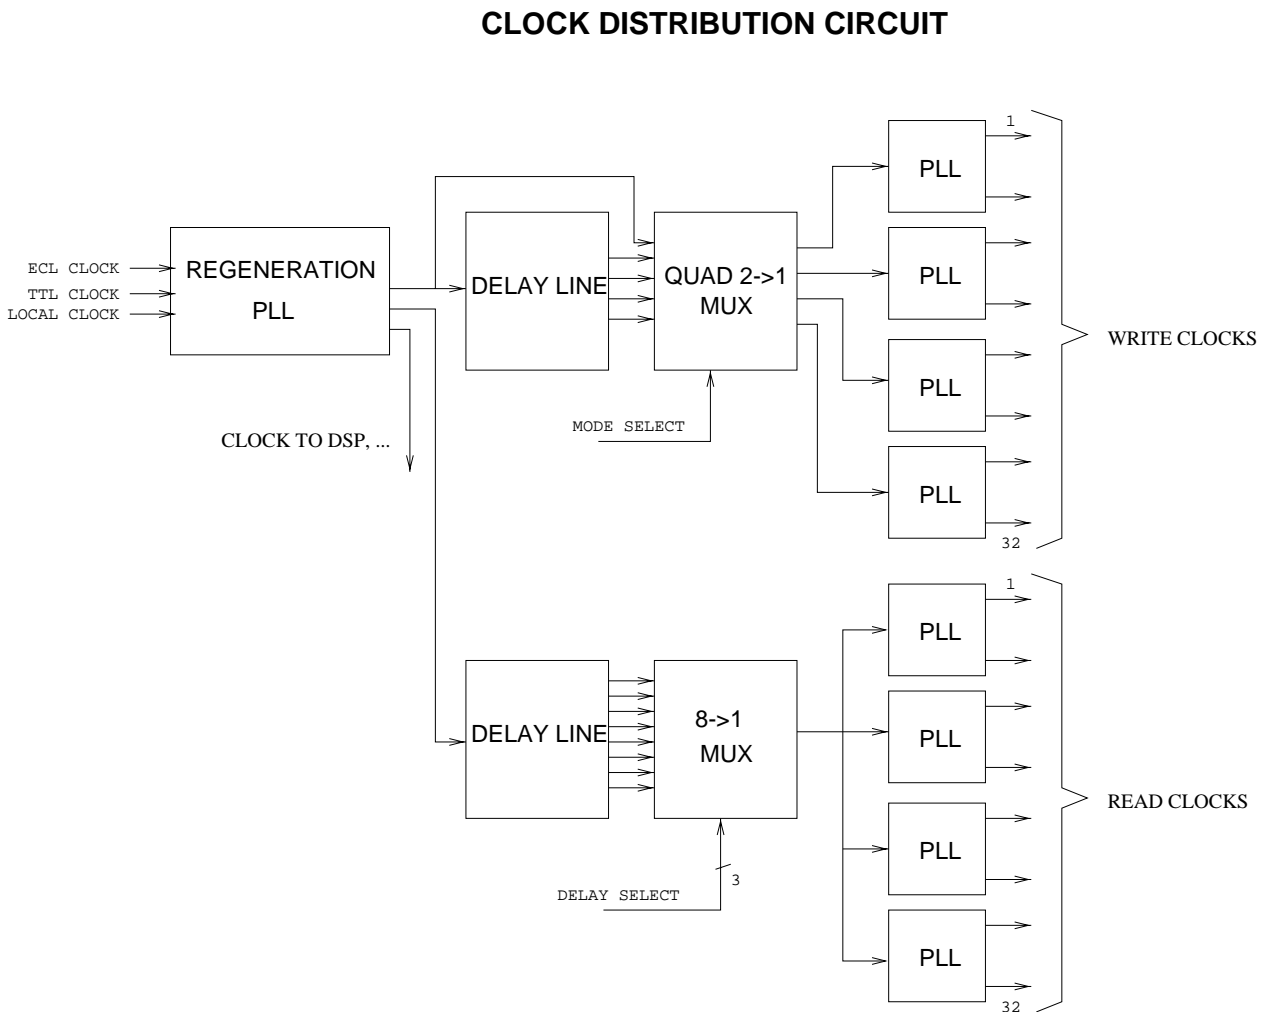 CLOCK DISTRIBUTION CIRCUIT
ECL CLOCK
TTL CLOCK
LOCAL CLOCK
REGENERATION
PLL
CLOCK TO DSP, ...
DELAY LINE
QUAD 2->1
MUX
MODE SELECT
PLL
PLL
PLL
PLL
1
32
WRITE CLOCKS
DELAY LINE
8->1
MUX
3
DELAY SELECT
PLL
PLL
PLL
PLL
1
32
READ CLOCKS